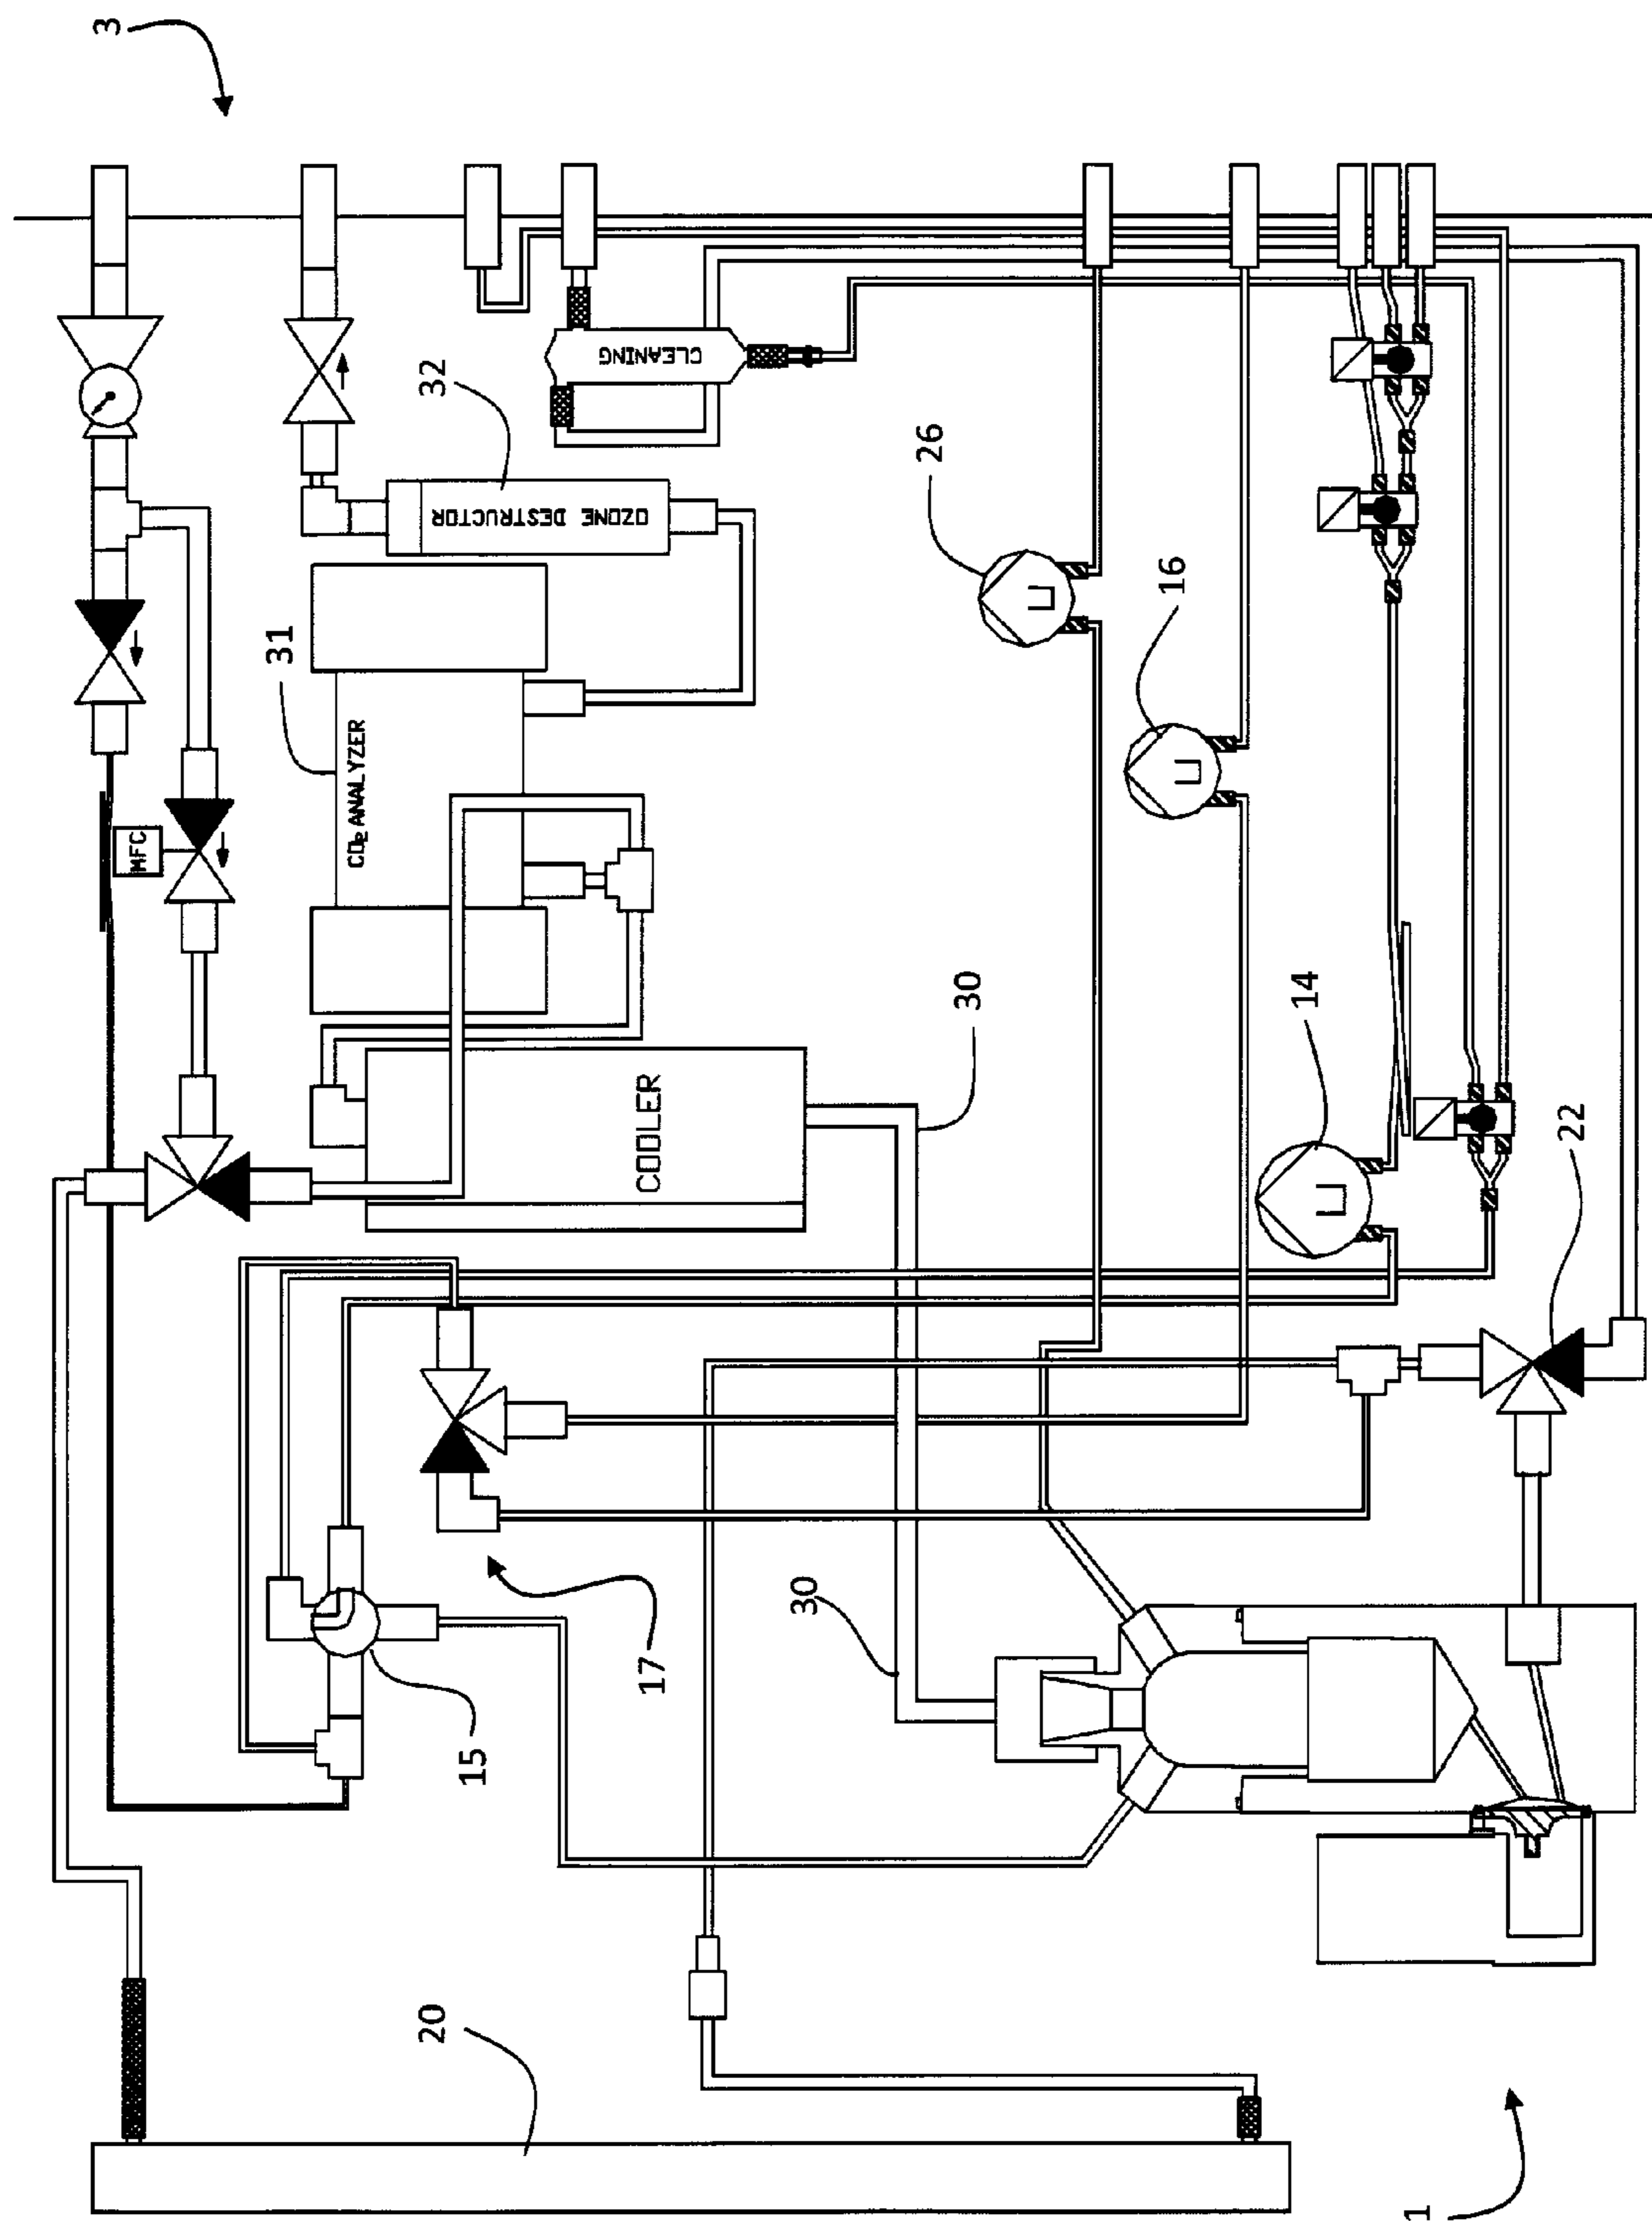 3
32
CLEANING
OZONE DESTRUCTOR
26
16
31
CO2 ANALYZER
MFC
30
14
COOLER
22
30
17
15
20
1